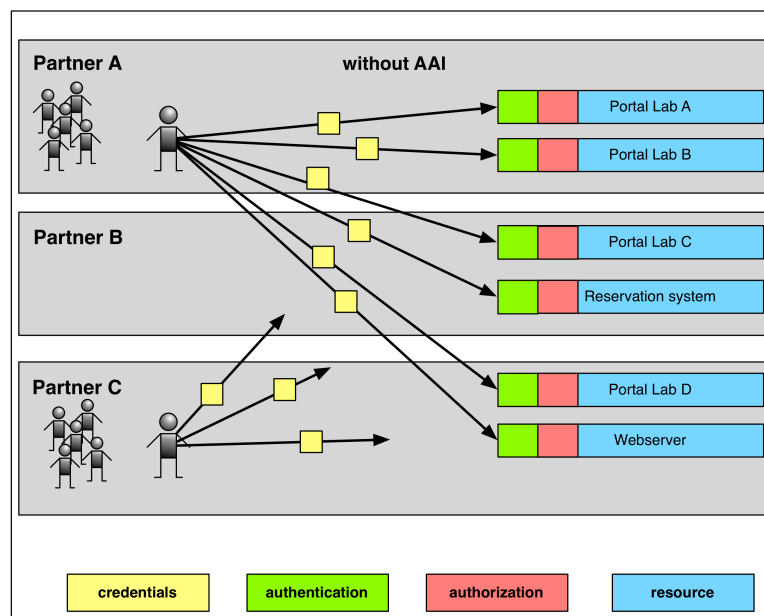 Partner A
without AAI
Portal Lab A
Portal Lab B
Partner B
Portal Lab C
Reservation system
Partner C
Portal Lab D
Webserver
credentials
authentication
authorization
resource